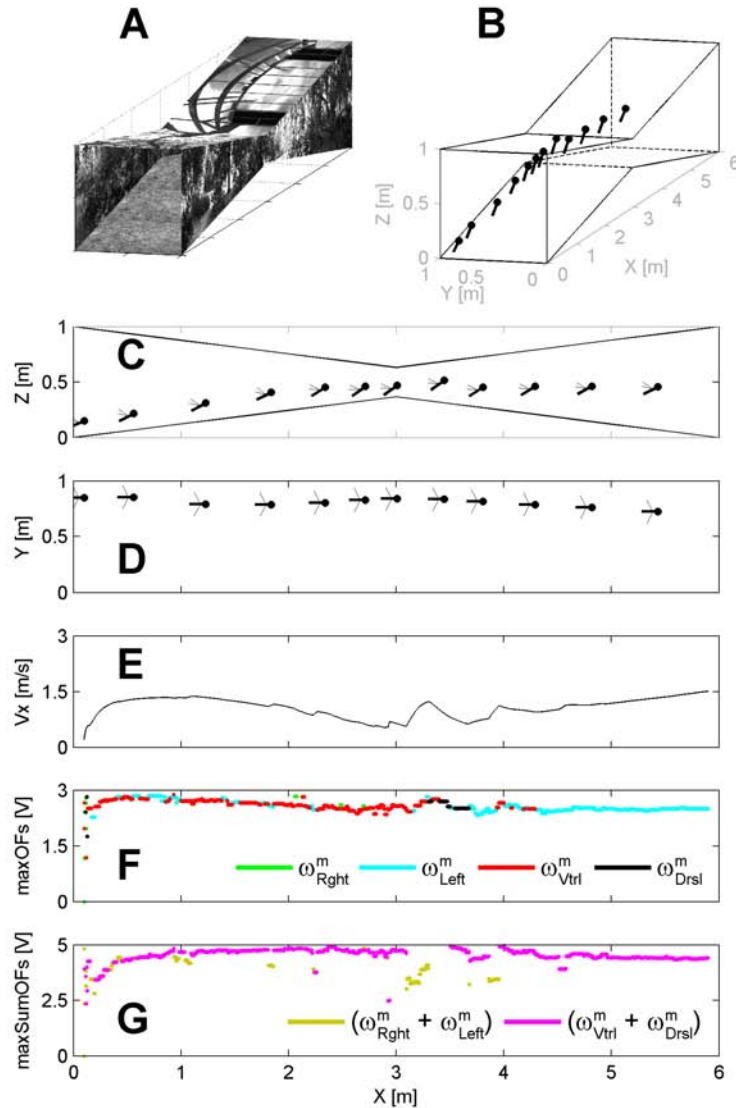 A
B
1
0.5
0
Z [m]
1
0.5
0
Y [m]
0
1
2
3
4
5
6
X [m]
C
1
0.5
0
Z [m]
D
1
0.5
0
Y [m]
E
3
1.5
0
Vx [m/s]
F
3
1.5
0
maxOFs [V]
ω^m_Rght ω^m_Left ω^m_Vtrl ω^m_Drsl
G
5
2.5
0
maxSumOFs [V]
(ω^m_Rght + ω^m_Left) (ω^m_Vtrl + ω^m_Drsl)
0 1 2 3 4 5 6
X [m]